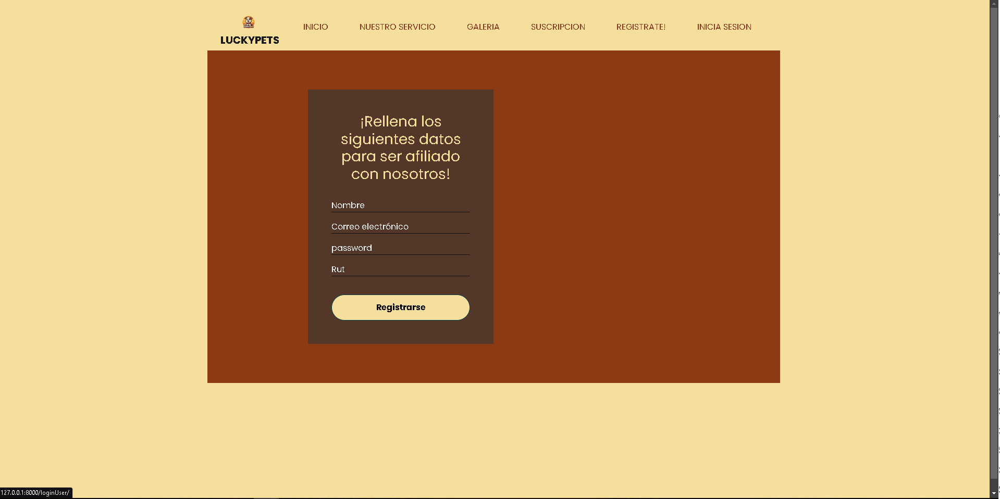 LUCKYPETS
INICIO
NUESTRO SERVICIO
GALERIA
SUSCRIPCION
REGISTRATE!
INICIA SESION
¡Rellena los
siguientes datos
para ser afiliado
con nosotros!
Nombre
Correo electrónico
password
Rut
Registrarse
127.0.0.1:8000/loginUser/